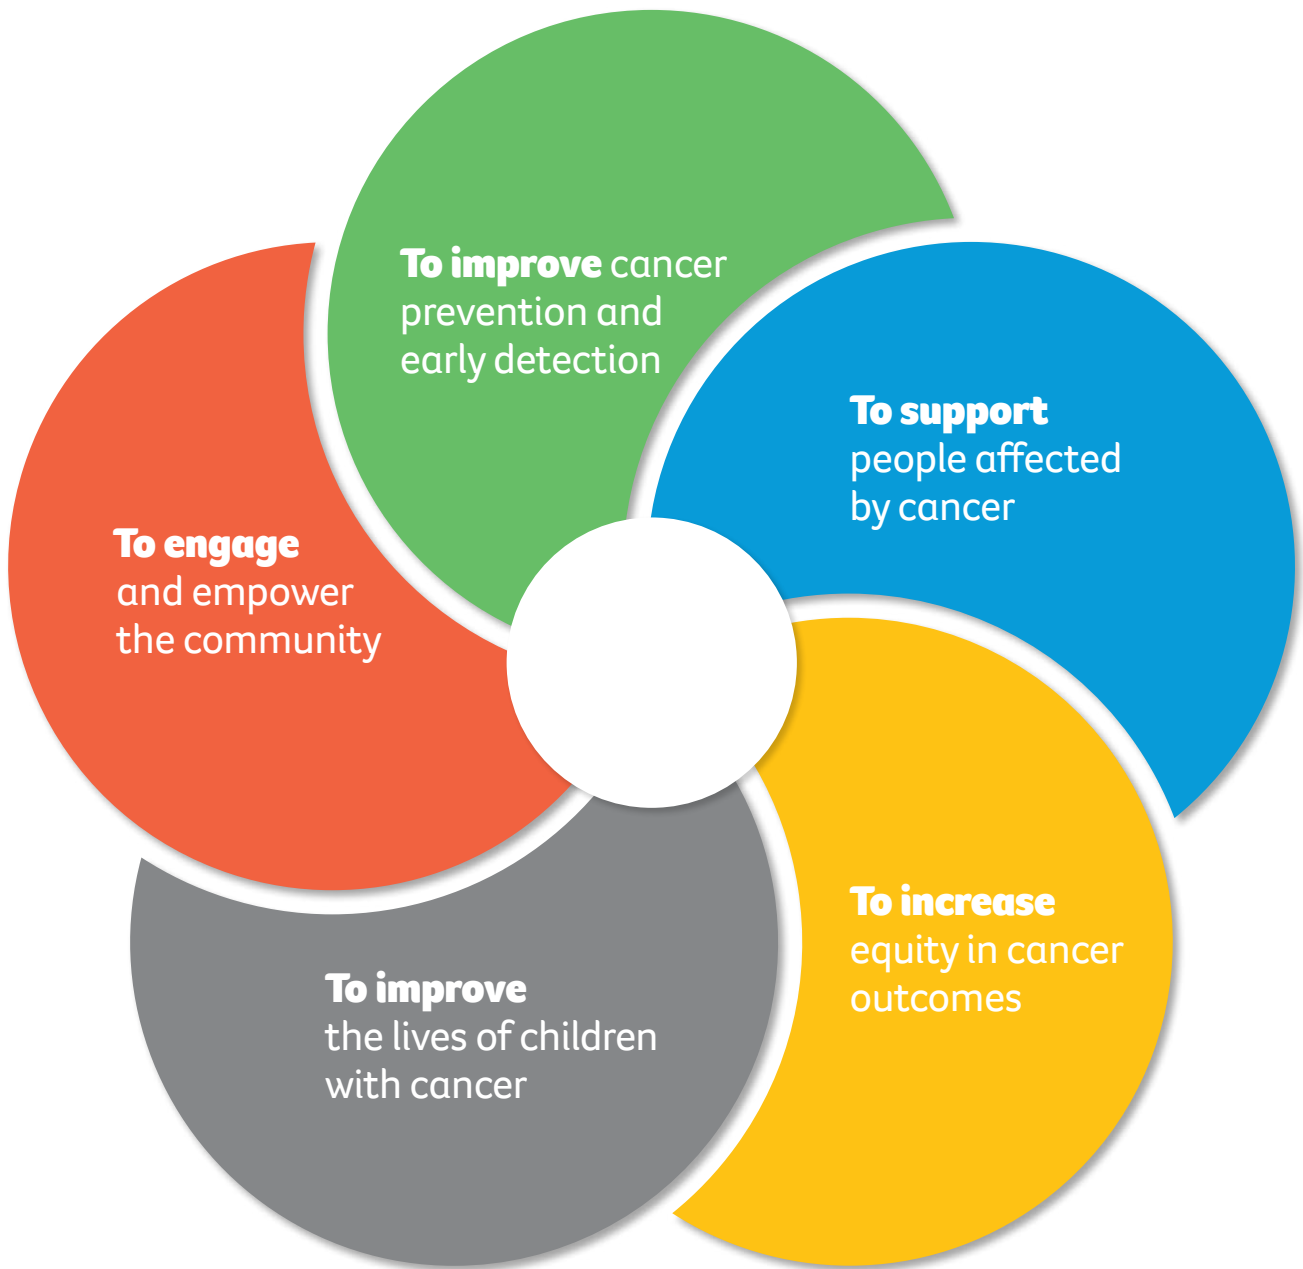 To improve cancer
prevention and
early detection
To support
people affected
by cancer
To increase
equity in cancer
outcomes
To improve
the lives of children
with cancer
To engage
and empower
the community